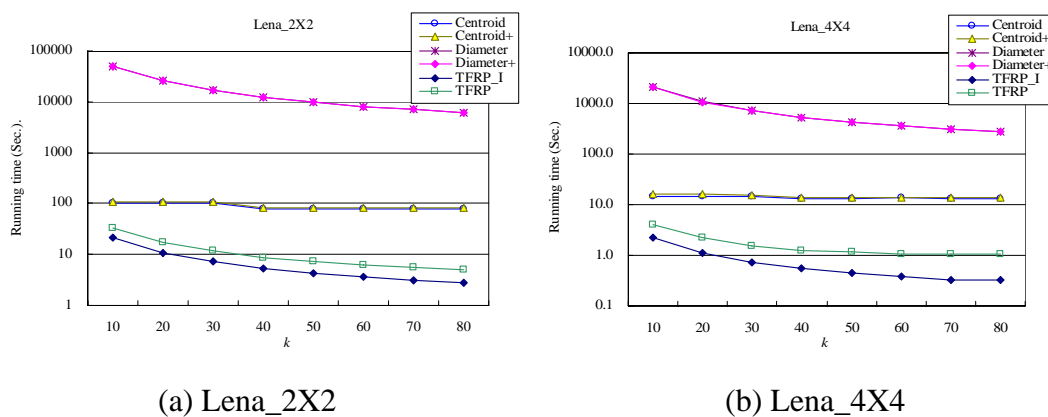 Lena_2X2
Centroid
Centroid+
Diameter
Diameter+
TFRP_I
TFRP
Running time (Sec.).
100000
10000
1000
100
10
1
10 20 30 40 50 60 70 80
k
(a) Lena_2X2
Lena_4X4
Centroid
Centroid+
Diameter
Diameter+
TFRP_I
TFRP
Running time (Sec.)
10000.0
1000.0
100.0
10.0
1.0
0.1
10 20 30 40 50 60 70 80
k
(b) Lena_4X4